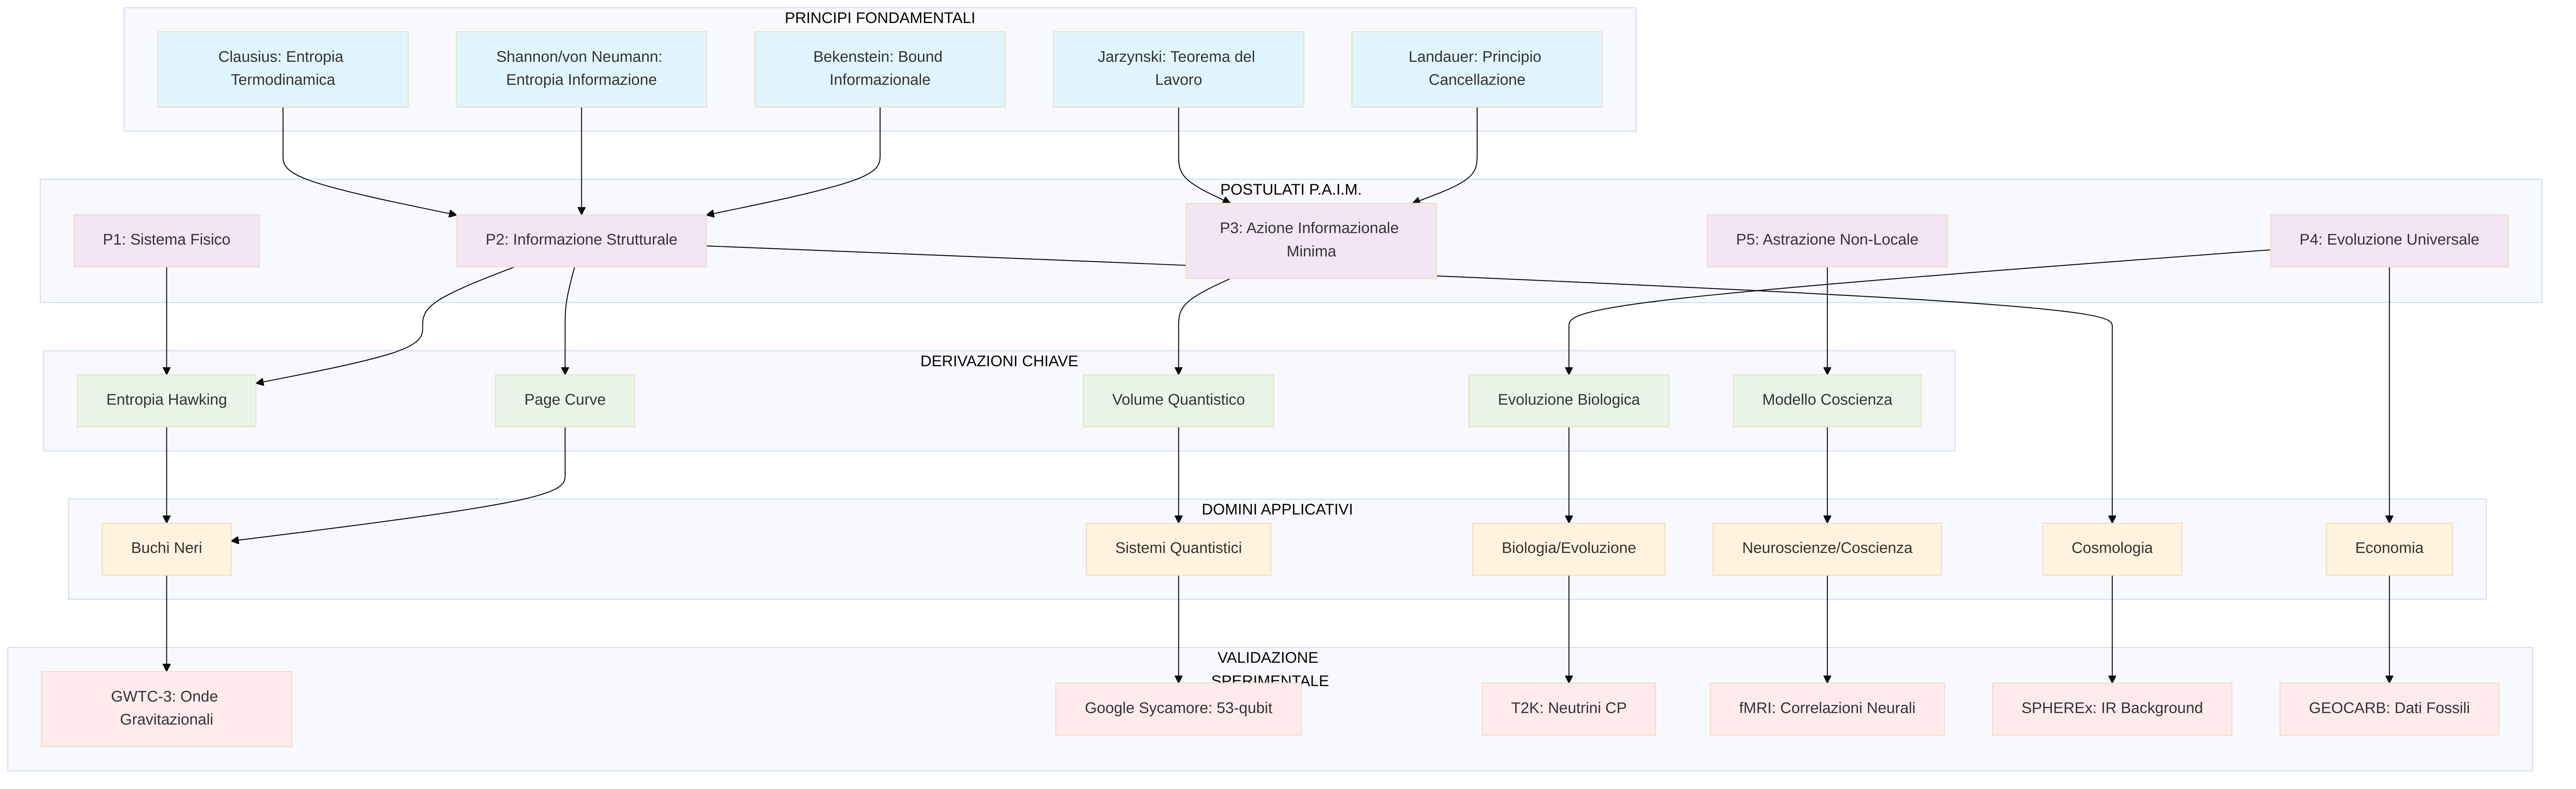 PRINCIPI FONDAMENTALI
Clausius: Entropia
Termodinamica
Shannon/von Neumann:
Entropia Informazione
Bekenstein: Bound
Informazionale
Jarzynski: Teorema del
Lavoro
Landauer: Principio
Cancellazione
POSTULATI P.A.I.M.
P1: Sistema Fisico
P2: Informazione Strutturale
P3: Azione Informazionale
Minima
P5: Astrazione Non-Locale
P4: Evoluzione Universale
DERIVAZIONI CHIAVE
Entropia Hawking
Page Curve
Volume Quantistico
Evoluzione Biologica
Modello Coscienza
DOMINI APPLICATIVI
Buchi Neri
Sistemi Quantistici
Biologia/Evoluzione
Neuroscienze/Coscienza
Cosmologia
Economia
VALIDAZIONE
SPERIMENTALE
GWTC-3: Onde
Gravitazionali
Google Sycamore: 53-qubit
T2K: Neutrini CP
fMRI: Correlazioni Neurali
SPHEREx: IR Background
GEOCARB: Dati Fossili